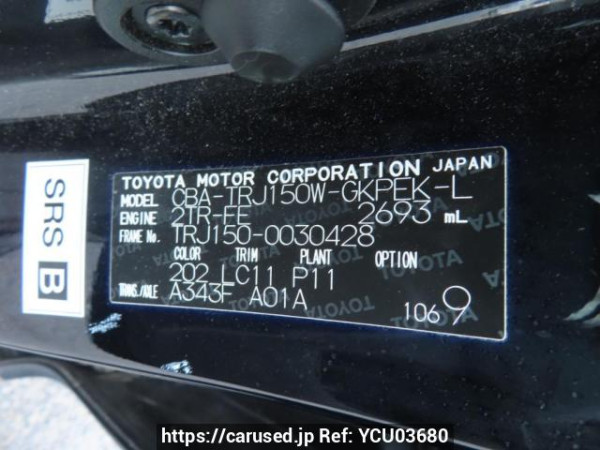 TOYOTA MOTOR CORPORATION JAPAN
MODEL CBA-TRJ150W-GKPEK-L
ENGINE 2TR-FE 2693 mL
FRAME No. TRJ150-0030428
COLOR TRIM PLANT OPTION
202 LC11 P11
TRANS./AXLE A343F A01A
1069
SRS B
https://carused.jp Ref: YCU03680